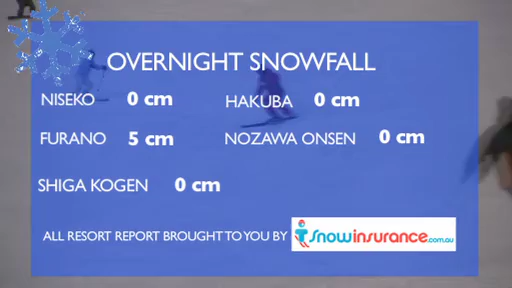 OVERNIGHT SNOWFALL
NISEKO 0 cm HAKUBA 0 cm
FURANO 5 cm NOZAWA ONSEN 0 cm
SHIGA KOGEN 0 cm
ALL RESORT REPORT BROUGHT TO YOU BY snowinsurance.com.au